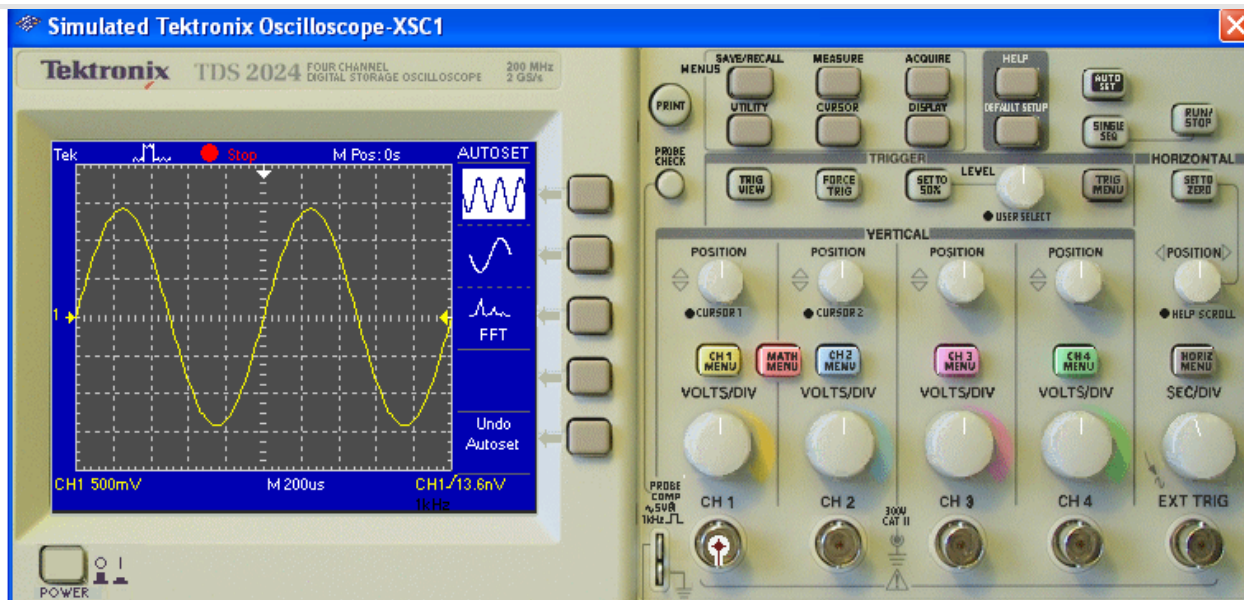 Simulated Tektronix Oscilloscope-XSC1
Tektronix TDS 2024 FOUR CHANNEL DIGITAL STORAGE OSCILLOSCOPE 200 MHz 2 GS/s
Tek Stop M Pos: 0s AUTOSET
1
FFT
Undo
Autoset
CH1 500mV M 200us CH1/13.6nV
1kHz
POWER
MENUS
SAVE/RECALL MEASURE ACQUIRE HELP
AUTO SET
PRINT
UTILITY CURSOR DISPLAY DEFAULT SETUP
SINGLE SEQ
RUN/ STOP
PROBE CHECK
TRIGGER
HORIZONTAL
TRIG VIEW
FORCE TRIG
SET TO 50%
LEVEL
TRIG MENU
SET TO ZERO
USER SELECT
VERTICAL
POSITION POSITION POSITION POSITION POSITION
CURSOR 1 CURSOR 2 HELP SCROLL
CH 1 MENU
MATH MENU
CH 2 MENU
CH 3 MENU
CH 4 MENU
HORIZ MENU
VOLTS/DIV VOLTS/DIV VOLTS/DIV VOLTS/DIV SEC/DIV
PROBE COMP
~5V@
1kHz
CH 1 CH 2 CH 3 CH 4 EXT TRIG
300V
CAT II